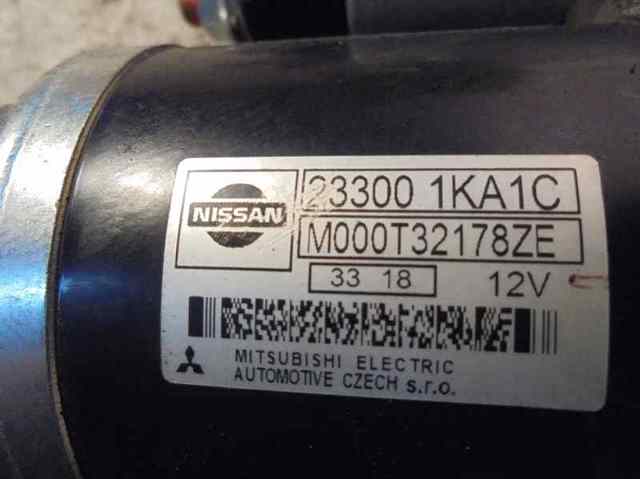 NISSAN
23300 1KA1C
M000T32178ZE
33 18
12V
MITSUBISHI ELECTRIC
AUTOMOTIVE CZECH s.r.o.